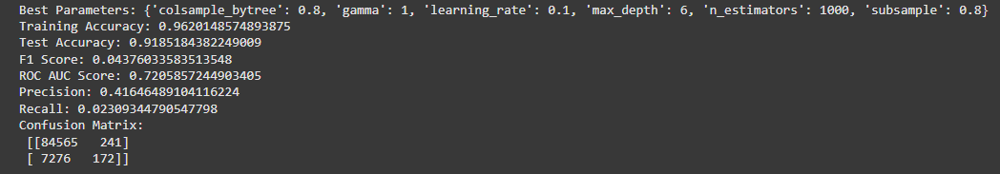 Best Parameters: {'colsample_bytree': 0.8, 'gamma': 1, 'learning_rate': 0.1, 'max_depth': 6, 'n_estimators': 1000, 'subsample': 0.8}
Training Accuracy: 0.9620148574893875
Test Accuracy: 0.9185184382249009
F1 Score: 0.04376033583513548
ROC AUC Score: 0.7205857244903405
Precision: 0.41646489104116224
Recall: 0.02309344790547798
Confusion Matrix:
[[84565 241]
[ 7276 172]]